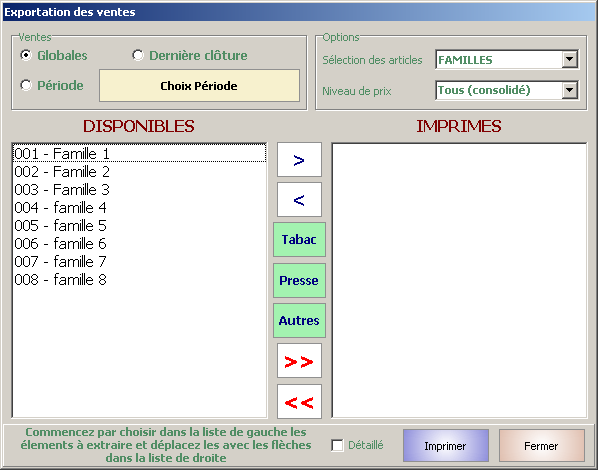 Exportation des ventes
Ventes
Globales
Dernière clôture
Période
Choix Période
Options
Sélection des articles
FAMILLES
Niveau de prix
Tous (consolidé)
DISPONIBLES
IMPRIMES
001 - Famille 1
002 - Famille 2
003 - Famille 3
004 - famille 4
005 - famille 5
006 - famille 6
007 - famille 7
008 - famille 8
>
<
Tabac
Presse
Autres
>>
<<
Commencez par choisir dans la liste de gauche les
élements à extraire et déplacez les avec les flèches
dans la liste de droite
Détaillé
Imprimer
Fermer